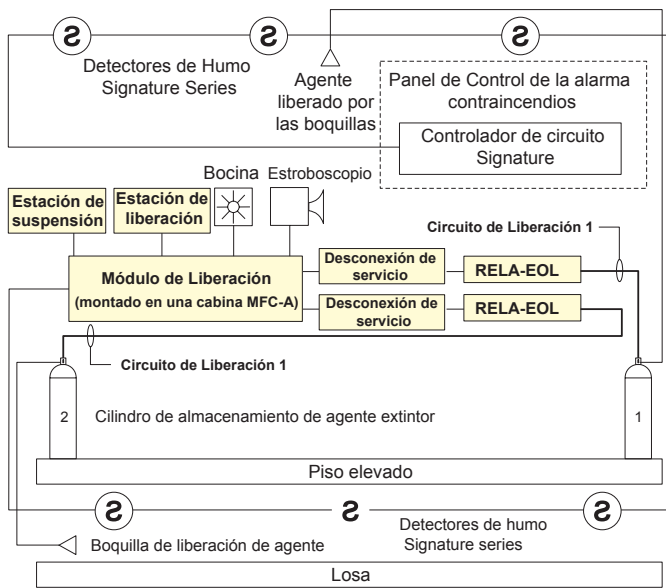 S
S
S
Detectores de Humo
Signature Series
Agente
liberado por
las boquillas
Panel de Control de la alarma
contraincendios
Controlador de circuito
Signature
Bocina
Estroboscopio
Estación de
suspensión
Estación de
liberación
Circuito de Liberación 1
Módulo de Liberación
(montado en una cabina MFC-A)
Desconexión de
servicio
RELA-EOL
Desconexión de
servicio
RELA-EOL
Circuito de Liberación 1
2
Cilindro de almacenamiento de agente extintor
1
Piso elevado
S
S
S
Detectores de humo
Signature series
Boquilla de liberación de agente
Losa